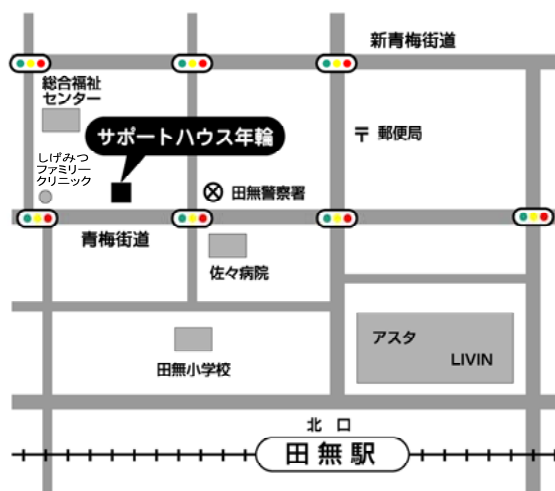 新青梅街道
総合福祉
センター
サポートハウス年輪
〒 郵便局
しげみつ
ファミリー
クリニック
田無警察署
青梅街道
佐々病院
アスタ
LIVIN
田無小学校
北口
田無駅